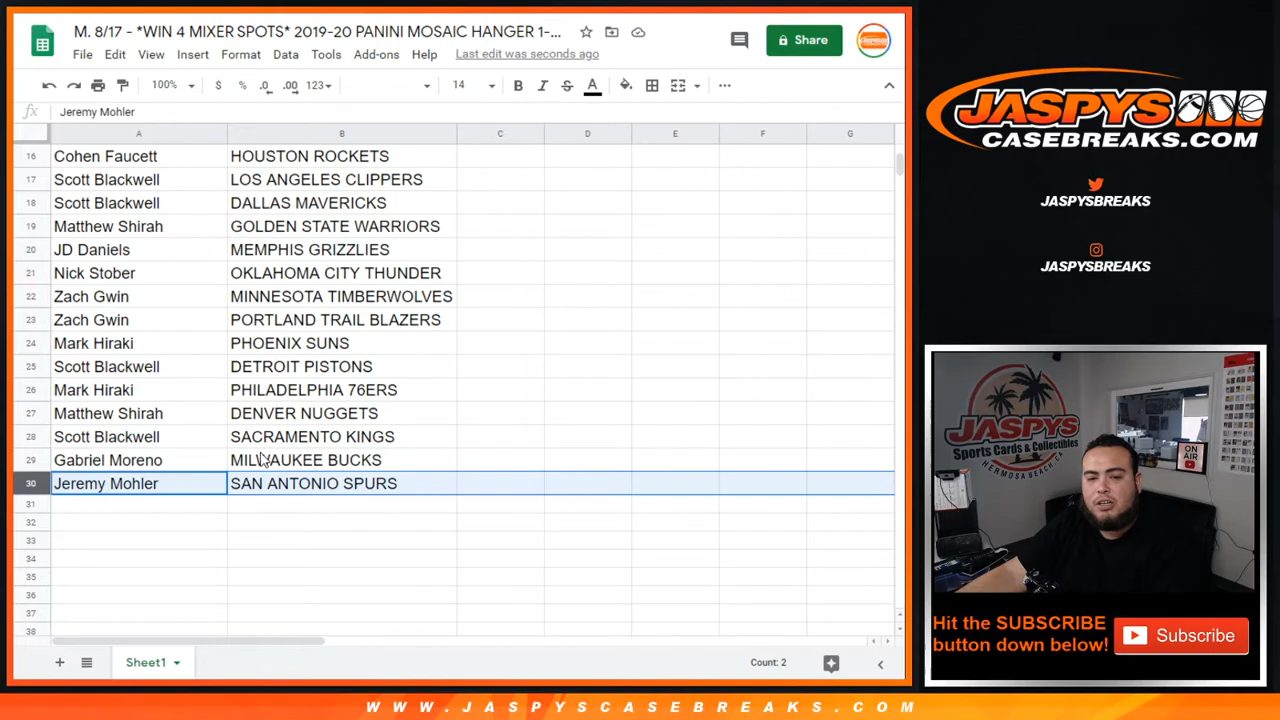 M. 8/17 - *WIN 4 MIXER SPOTS* 2019-20 PANINI MOSAIC HANGER 1-...
File Edit View Insert Format Data Tools Add-ons Help Last edit was seconds ago
Share
100% $ % .0 .00 123 14 B I S A
fx Jeremy Mohler
A B C D E F G
16 Cohen Faucett HOUSTON ROCKETS
17 Scott Blackwell LOS ANGELES CLIPPERS
18 Scott Blackwell DALLAS MAVERICKS
19 Matthew Shirah GOLDEN STATE WARRIORS
20 JD Daniels MEMPHIS GRIZZLIES
21 Nick Stober OKLAHOMA CITY THUNDER
22 Zach Gwin MINNESOTA TIMBERWOLVES
23 Zach Gwin PORTLAND TRAIL BLAZERS
24 Mark Hiraki PHOENIX SUNS
25 Scott Blackwell DETROIT PISTONS
26 Mark Hiraki PHILADELPHIA 76ERS
27 Matthew Shirah DENVER NUGGETS
28 Scott Blackwell SACRAMENTO KINGS
29 Gabriel Moreno MILWAUKEE BUCKS
30 Jeremy Mohler SAN ANTONIO SPURS
31
32
33
34
35
36
37
38
Sheet1
Count: 2
JASPYS
CASEBREAKS.COM
JASPYSBREAKS
JASPYSBREAKS
JASPYS
Sports Cards & Collectibles
HERMOSA BEACH,
ON AIR
Hit the SUBSCRIBE
button down below!
Subscribe
WWW.JASPYSCASEBREAKS.COM